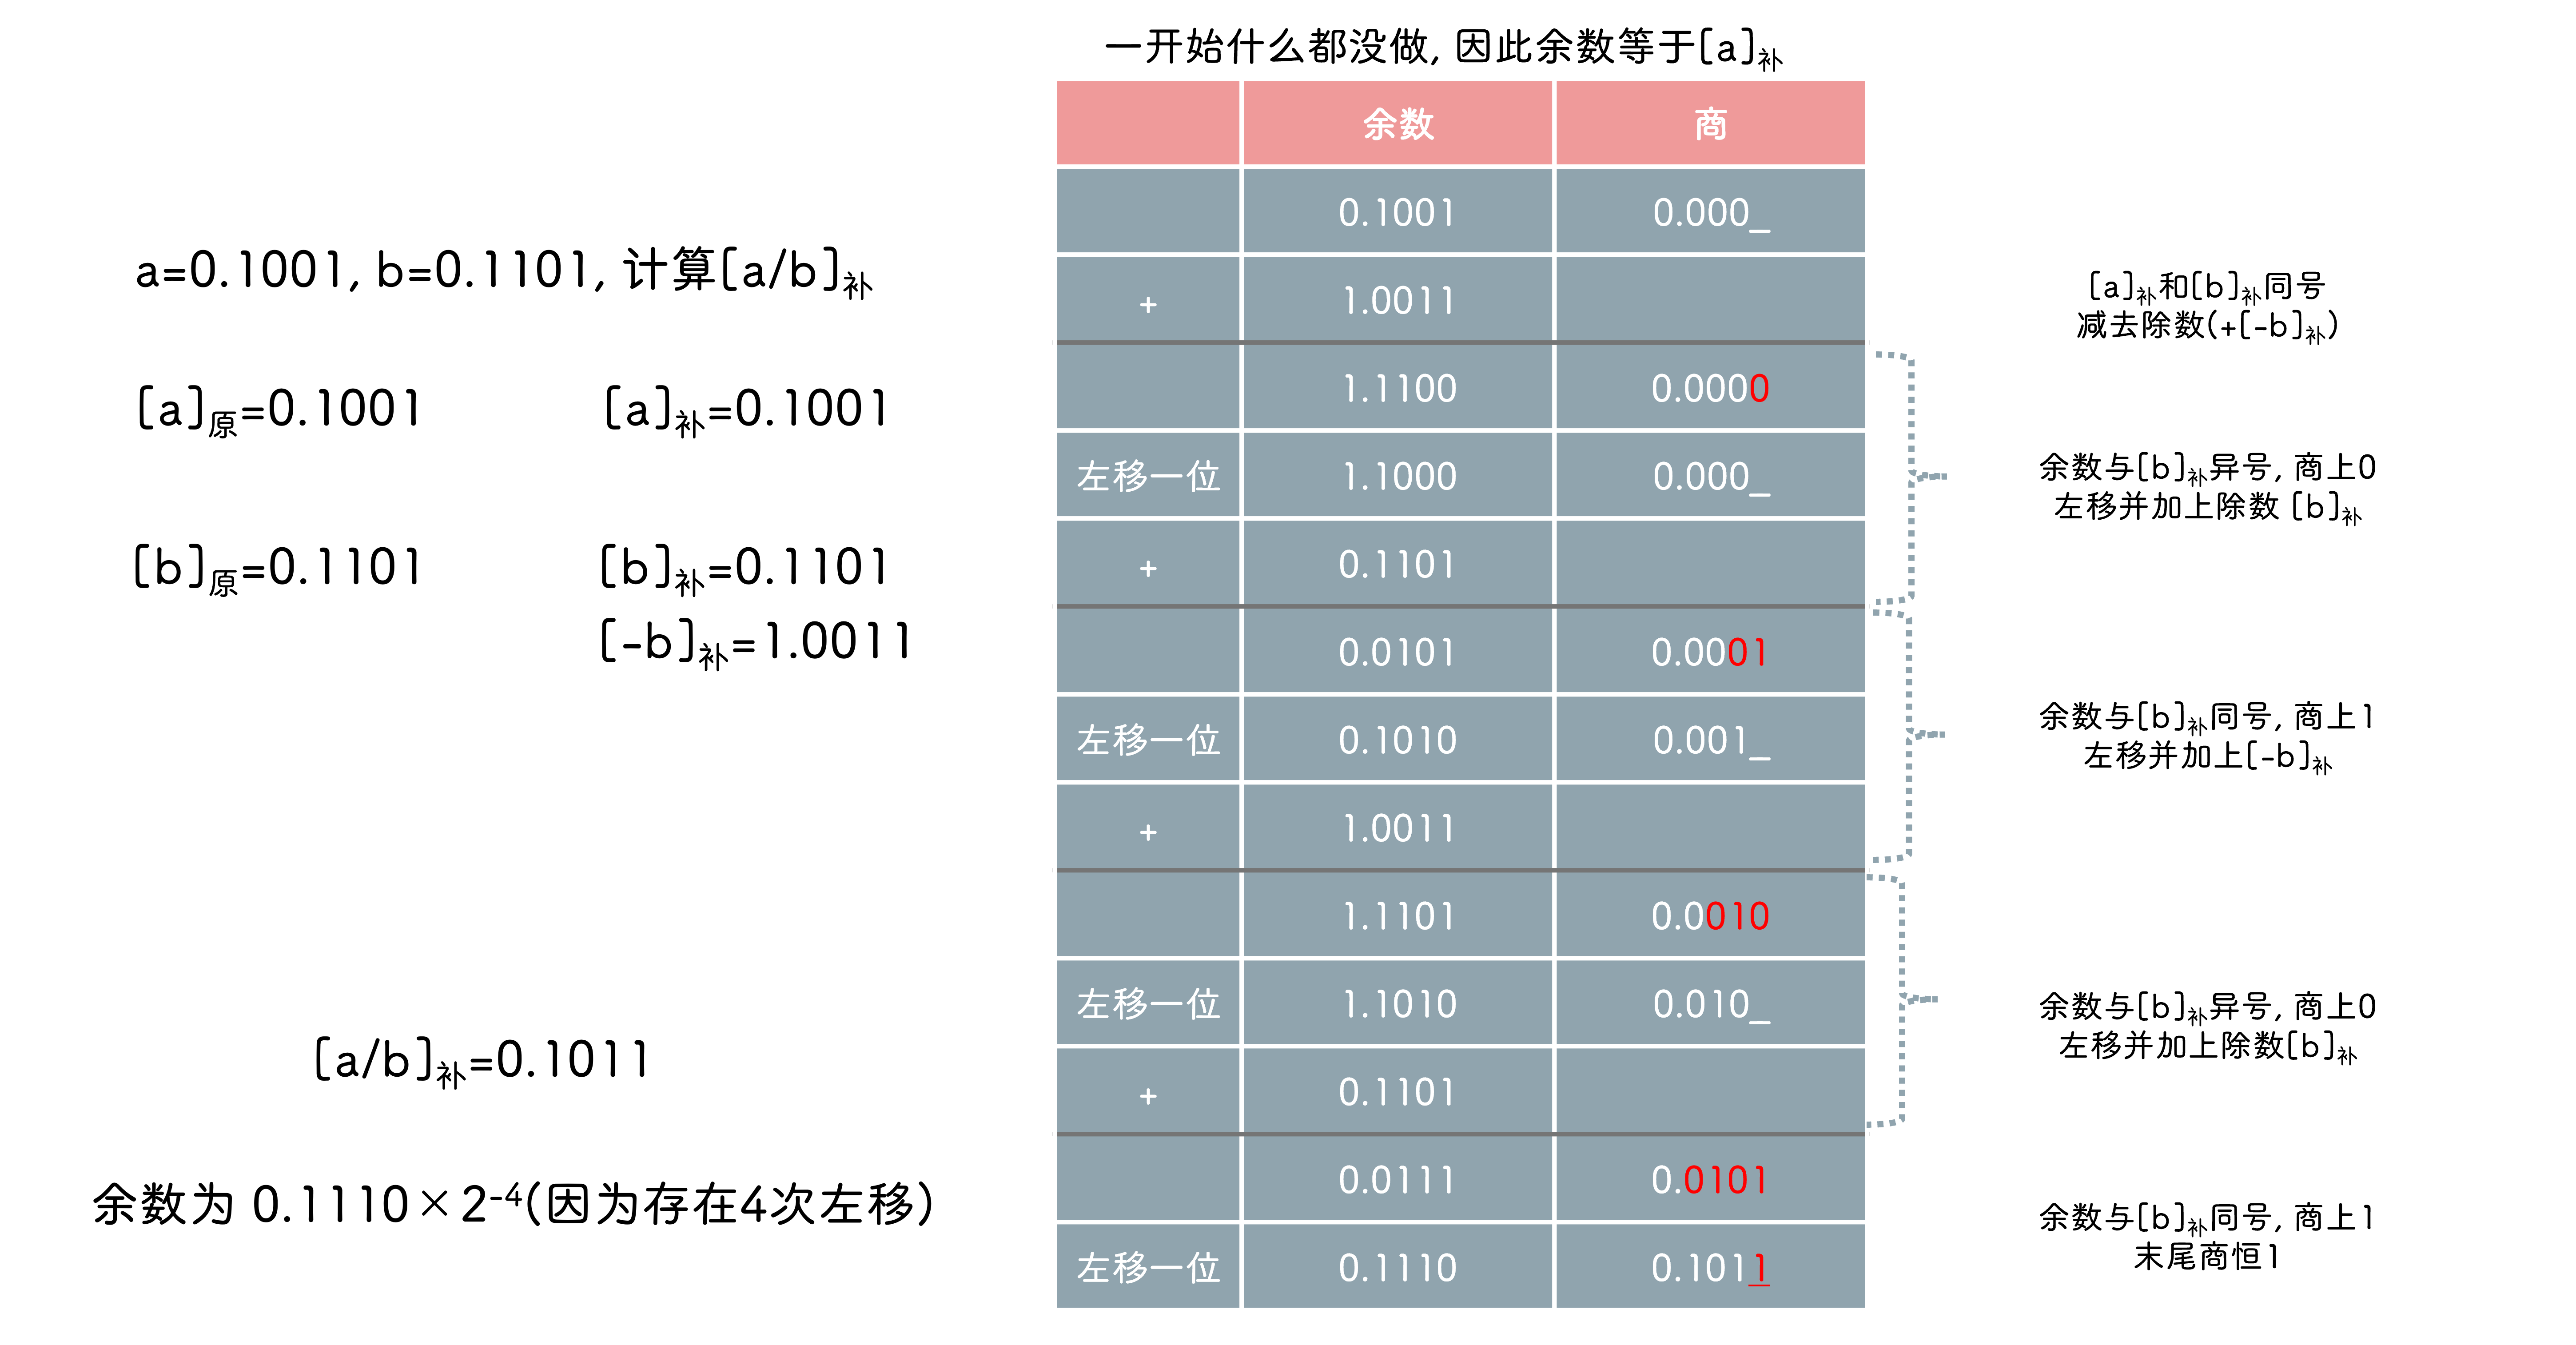 一开始什么都没做, 因此余数等于[a]补
a=0.1001, b=0.1101, 计算[a/b]补
[a]原=0.1001 [a]补=0.1001
[b]原=0.1101 [b]补=0.1101
[-b]补=1.0011
[a/b]补=0.1011
余数为 0.1110×2-4(因为存在4次左移)
余数 商
0.1001 0.000_
+ 1.0011
1.1100 0.0000
左移一位 1.1000 0.000_
+ 0.1101
0.0101 0.0001
左移一位 0.1010 0.001_
+ 1.0011
1.1101 0.0010
左移一位 1.1010 0.010_
+ 0.1101
0.0111 0.0101
左移一位 0.1110 0.1011
[a]补和[b]补同号
减去除数(+[-b]补)
余数与[b]补异号, 商上0
左移并加上除数 [b]补
余数与[b]补同号, 商上1
左移并加上[-b]补
余数与[b]补异号, 商上0
左移并加上除数[b]补
余数与[b]补同号, 商上1
末尾商恒1